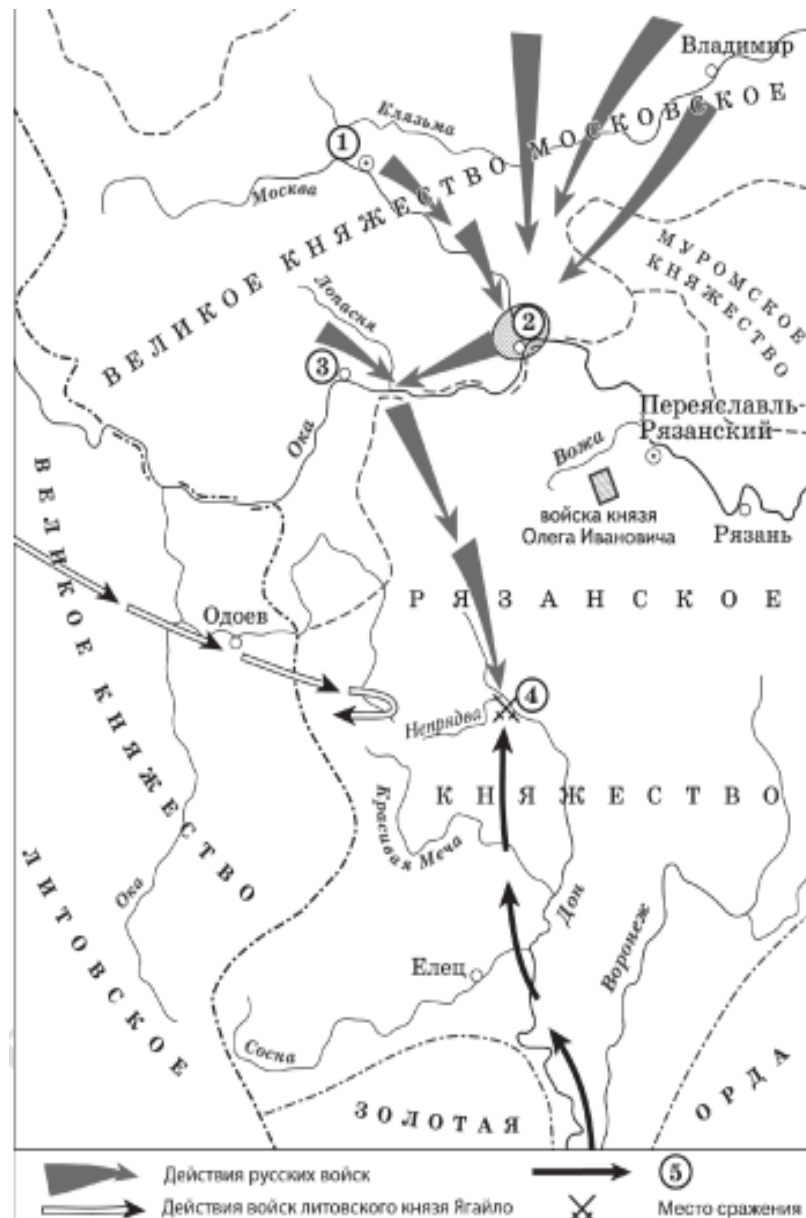 Владимир
Клязьма
1
Москва
ВЕЛИКОЕ КНЯЖЕСТВО МОСКОВСКОЕ
МУРОМСКОЕ
КНЯЖЕСТВО
Лопасня
2
3
Ока
Переяславль-
Рязанский
Вожа
войска князя
Олега Ивановича
Рязань
РЯЗАНСКОЕ
Одоев
4
Непрядва
КНЯЖЕСТВО
Красивая Меча
ВЕЛИКОЕ КНЯЖЕСТВО
ЛИТОВСКОЕ
Ока
Дон
Воронеж
Елец
Сосна
ЗОЛОТАЯ
ОРДА
Действия русских войск
5
Действия войск литовского князя Ягайло
Место сражения